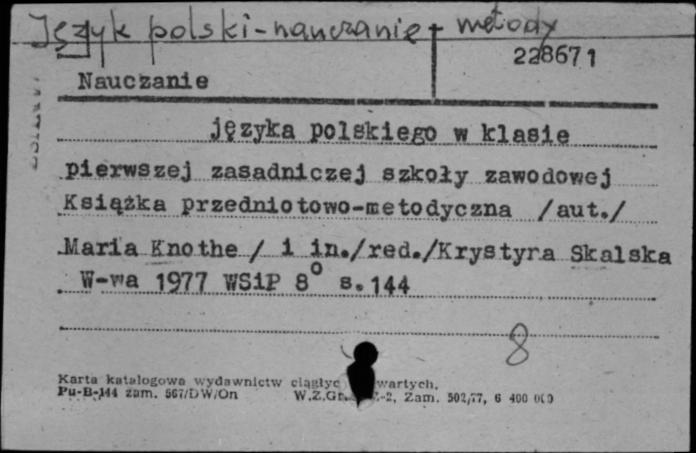 Język polski-nauczanie - metody
228671
Nauczanie
języka polskiego w klasie
pierwszej zasadniczej szkoły zawodowej
Książka przedniotowo-metodyczna /aut./
Maria Knothe / i in./red./Krystyra Skalska
W-wa 1977 WSiP 8° s.144
8
Karta katalogowa wydawnictw ciągłyc wartych.
Pu-B-144 zam. 567/DW/On W.Z.Gr. Z-2, Zam. 502/77, 6 400 000